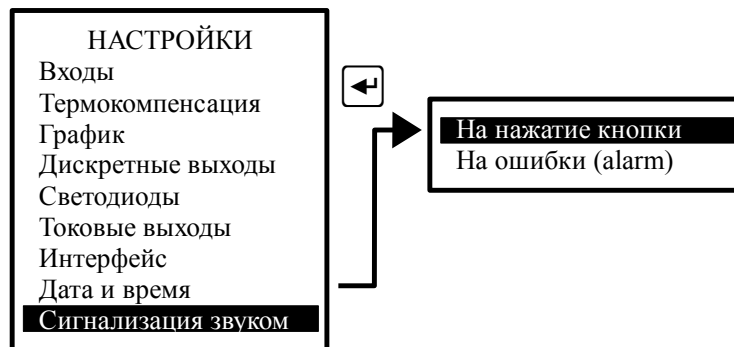 НАСТРОЙКИ
Входы
Термокомпенсация
График
Дискретные выходы
Светодиоды
Токовые выходы
Интерфейс
Дата и время
Сигнализация звуком
На нажатие кнопки
На ошибки (alarm)